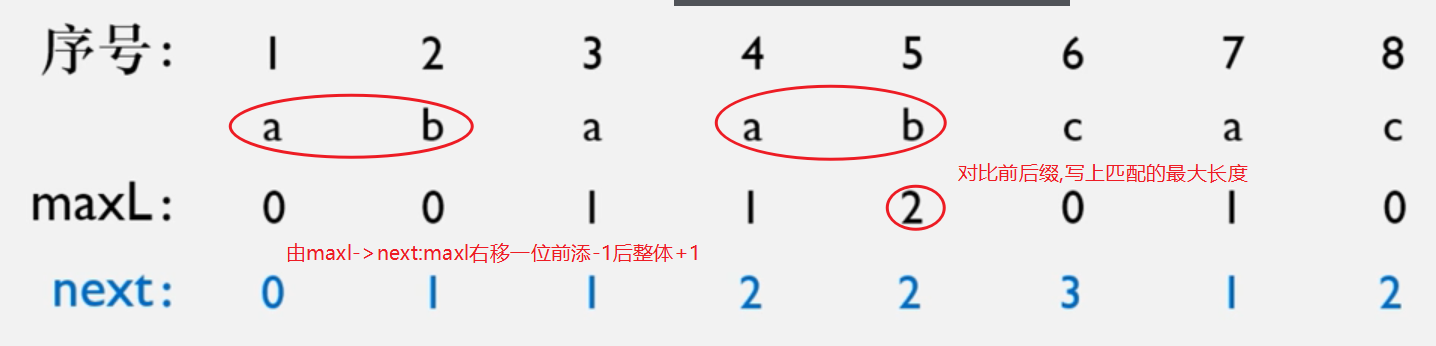 序号: 1 2 3 4 5 6 7 8
a b a a b c a c
对比前后缀,写上匹配的最大长度
maxL: 0 0 1 1 2 0 1 0
由maxl->next:maxl右移一位前添-1后整体+1
next: 0 1 1 2 2 3 1 2